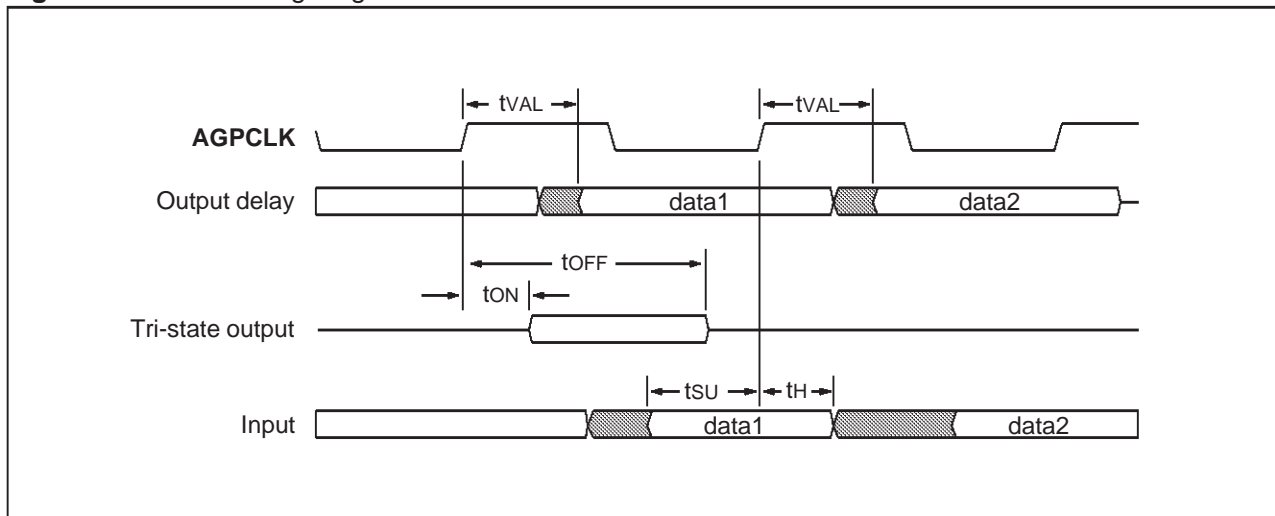 tVAL tVAL
AGPCLK
Output delay data1 data2
tOFF
tON
Tri-state output
tSU tH
Input data1 data2